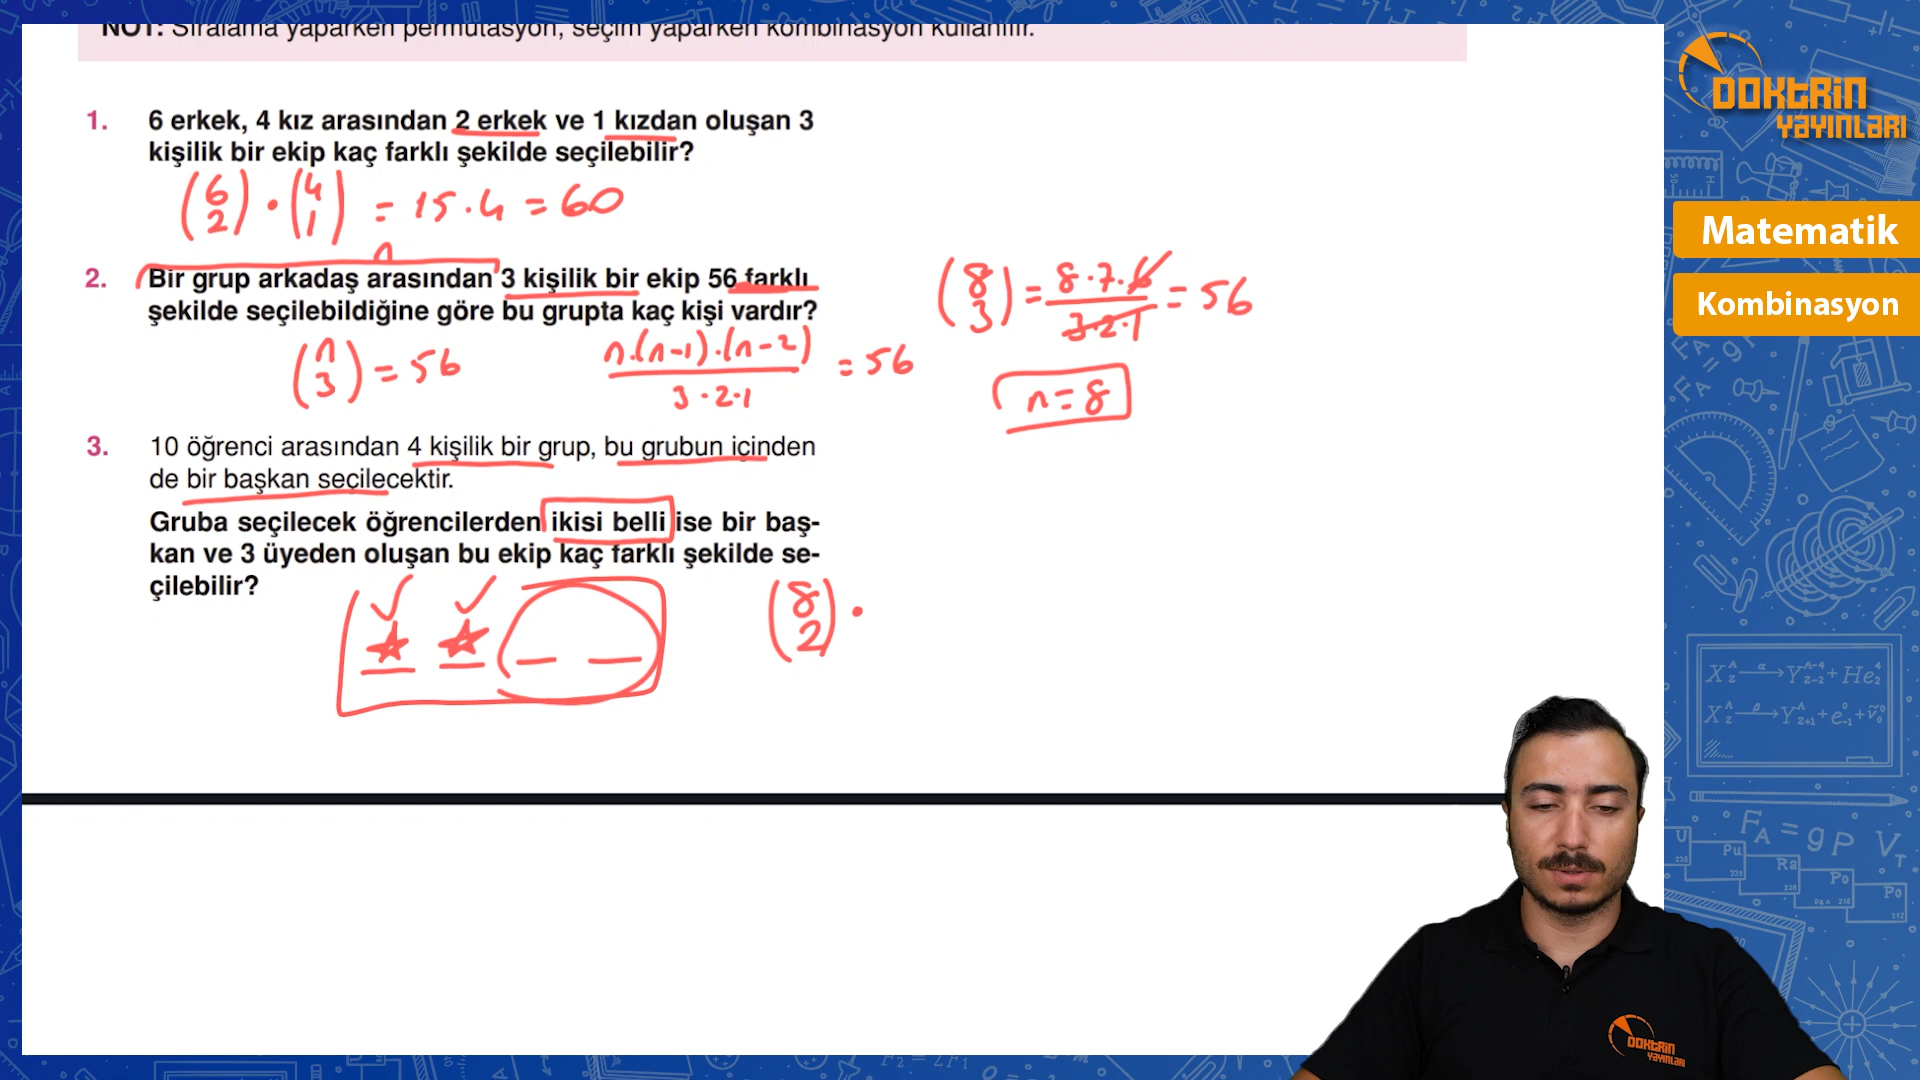 NOT: Sıralama yaparken permütasyon, seçim yaparken kombinasyon kullanılır.
DOKTRİN
YAYINLARI
Matematik
Kombinasyon
1. 6 erkek, 4 kız arasından 2 erkek ve 1 kızdan oluşan 3
kişilik bir ekip kaç farklı şekilde seçilebilir?
(6 2) · (4 1) = 15 · 4 = 60
n
2. Bir grup arkadaş arasından 3 kişilik bir ekip 56 farklı
şekilde seçilebildiğine göre bu grupta kaç kişi vardır?
(n 3) = 56
n·(n-1)·(n-2)
= 56
3·2·1
(8 3) = 8·7·6 / 3·2·1 = 56
n = 8
3. 10 öğrenci arasından 4 kişilik bir grup, bu grubun içinden
de bir başkan seçilecektir.
Gruba seçilecek öğrencilerden ikisi belli ise bir baş-
kan ve 3 üyeden oluşan bu ekip kaç farklı şekilde se-
çilebilir?
(8 2) ·
DOKTRİN
YAYINLARI